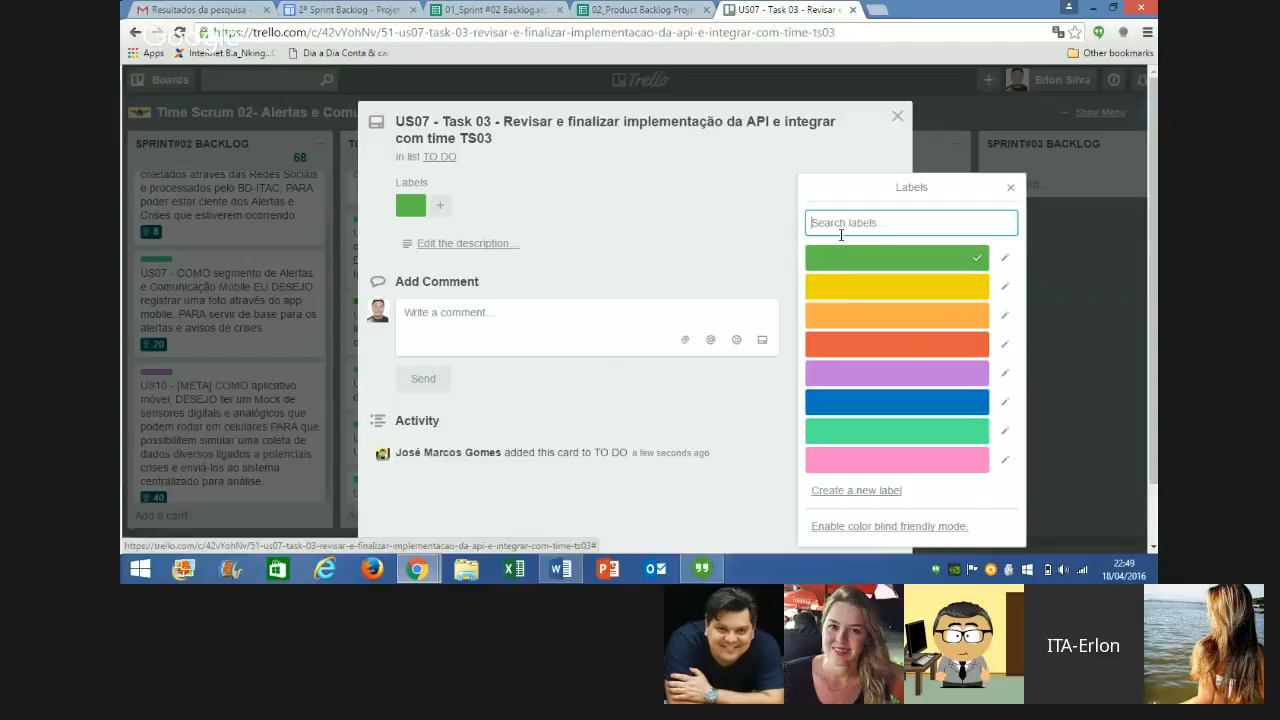 Resultados da pesquisa -
2º Sprint Backlog - Projet
01_Sprint #02 Backlog.xlc
02_Product Backlog Proje
US07 - Task 03 - Revisar e
https://trello.com/c/42vYohNv/51-us07-task-03-revisar-e-finalizar-implementacao-da-api-e-integrar-com-time-ts03
Google
Apps
Internet
Dia a Dia Conta & car
Other bookmarks
Boards
Trello
Erlon Silva
Time Scrum 02- Alertas e Com
Show Menu
SPRINT#02 BACKLOG
68
coletados através das Redes Sociais
e processados pelo BD-ITAC, PARA
poder estar ciente dos Alertas e
Crises que estiverem ocorrendo.
8
US07 - COMO segmento de Alertas
e Comunicação Mobile EU DESEJO
registrar uma foto através do app
mobile. PARA servir de base para os
alertas e avisos de crises.
20
US10 - [META] COMO aplicativo
móvel, DESEJO ter um Mock de
sensores digitais e analógicos que
podem rodar em celulares PARA que
possibilitem simular uma coleta de
dados diversos ligados a potenciais
crises e enviá-los ao sistema
centralizado para análise.
40
Add a card
US07 - Task 03 - Revisar e finalizar implementação da API e integrar
com time TS03
in list TO DO
Labels
Edit the description...
Add Comment
Write a comment...
Send
Activity
José Marcos Gomes added this card to TO DO a few seconds ago
SPRINT#03 BACKLOG
Labels
Search labels...
Create a new label
Enable color blind friendly mode.
https://trello.com/c/42vYohNv/51-us07-task-03-revisar-e-finalizar-implementacao-da-api-e-integrar-com-time-ts03#
22:49
18/04/2016
ITA-Erlon